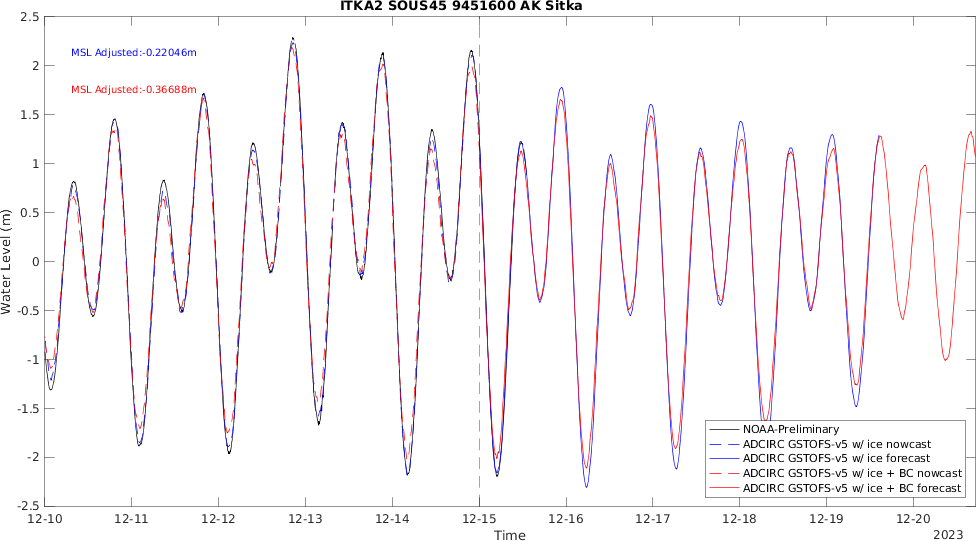 ITKA2 SOUS45 9451600 AK Sitka
2.5
2
1.5
1
0.5
0
-0.5
-1
-1.5
-2
-2.5
Water Level (m)
MSL Adjusted:-0.22046m
MSL Adjusted:-0.36688m
NOAA-Preliminary
ADCIRC GSTOFS-v5 w/ ice nowcast
ADCIRC GSTOFS-v5 w/ ice forecast
ADCIRC GSTOFS-v5 w/ ice + BC nowcast
ADCIRC GSTOFS-v5 w/ ice + BC forecast
12-10 12-11 12-12 12-13 12-14 12-15 12-16 12-17 12-18 12-19 12-20
Time
2023